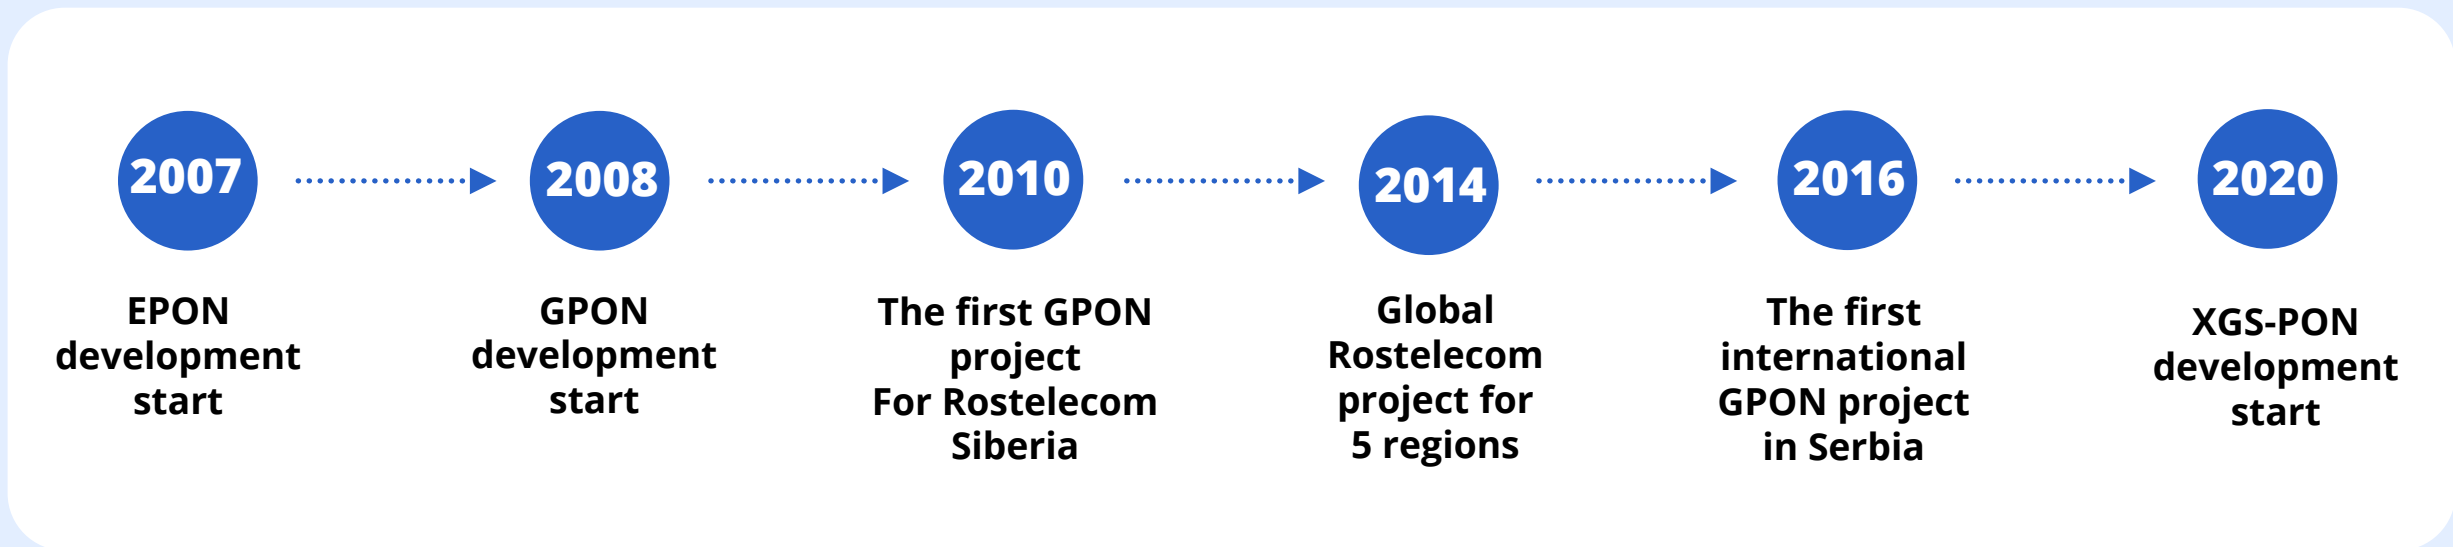 2007
EPON
development
start
2008
GPON
development
start
2010
The first GPON
project
For Rostelecom
Siberia
2014
Global
Rostelecom
project for
5 regions
2016
The first
international
GPON project
in Serbia
2020
XGS-PON
development
start